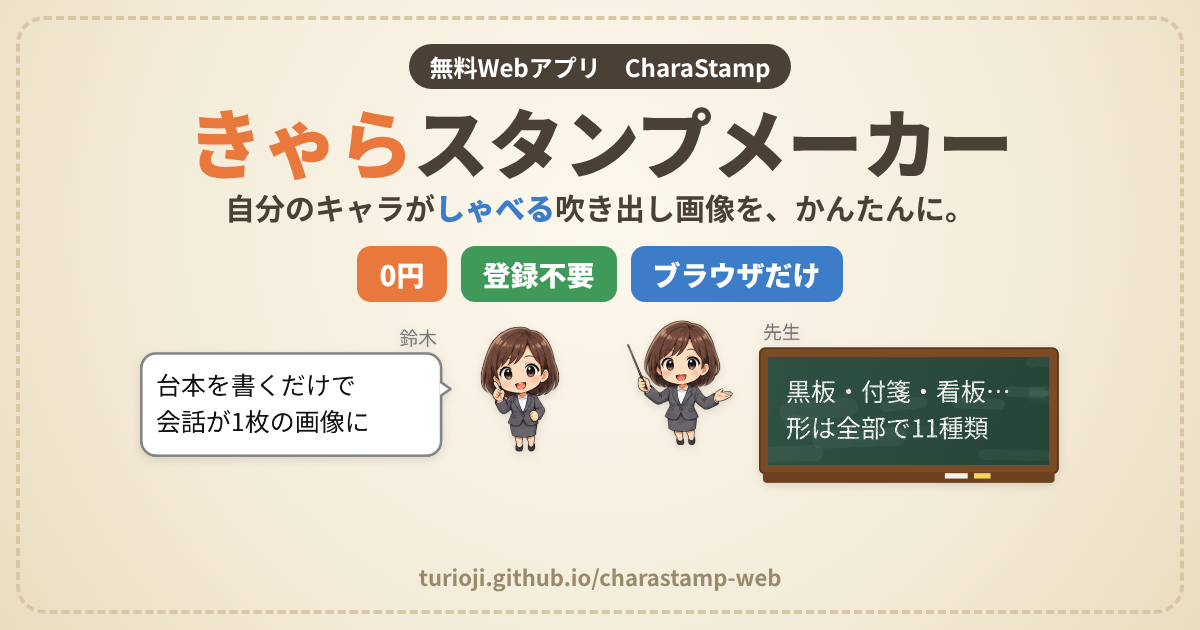 無料Webアプリ　CharaStamp
きゃらスタンプメーカー
自分のキャラがしゃべる吹き出し画像を、かんたんに。
0円
登録不要
ブラウザだけ
鈴木
台本を書くだけで
会話が1枚の画像に
先生
黒板・付箋・看板…
形は全部で11種類
turioji.github.io/charastamp-web